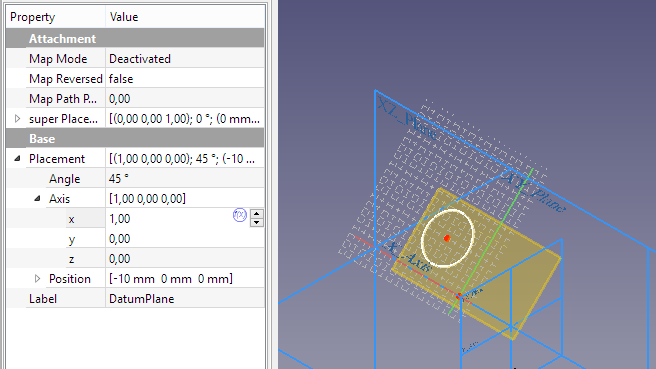 Property Value
Attachment
Map Mode Deactivated
Map Reversed false
Map Path P... 0,00
super Place... [(0,00 0,00 1,00); 0 °; (0 mm...
Base
Placement [(1,00 0,00 0,00); 45 °; (-10 ...
Angle 45 °
Axis [1,00 0,00 0,00]
x 1,00 f(x)
y 0,00
z 0,00
Position [-10 mm 0 mm 0 mm]
Label DatumPlane
Plane
Plane
X_Axis